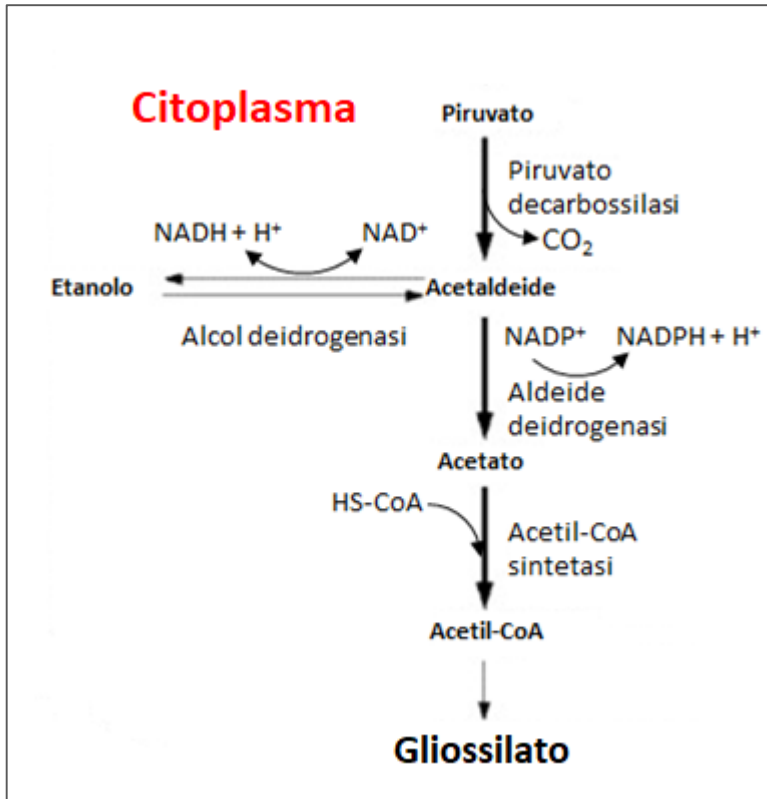 Citoplasma
Piruvato
Piruvato
decarbossilasi
CO₂
NADH + H⁺
NAD⁺
Etanolo
Acetaldeide
Alcol deidrogenasi
NADP⁺
NADPH + H⁺
Aldeide
deidrogenasi
Acetato
HS-CoA
Acetil-CoA
sintetasi
Acetil-CoA
Gliossilato